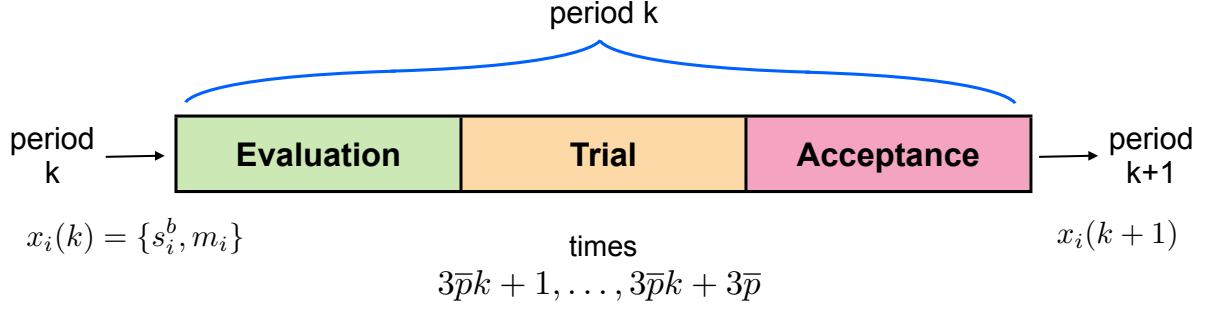 period k
period
k
Evaluation
Trial
Acceptance
period
k+1
x_i(k) = {s_i^b, m_i}
times
3p̅k + 1, . . . , 3p̅k + 3p̅
x_i(k + 1)